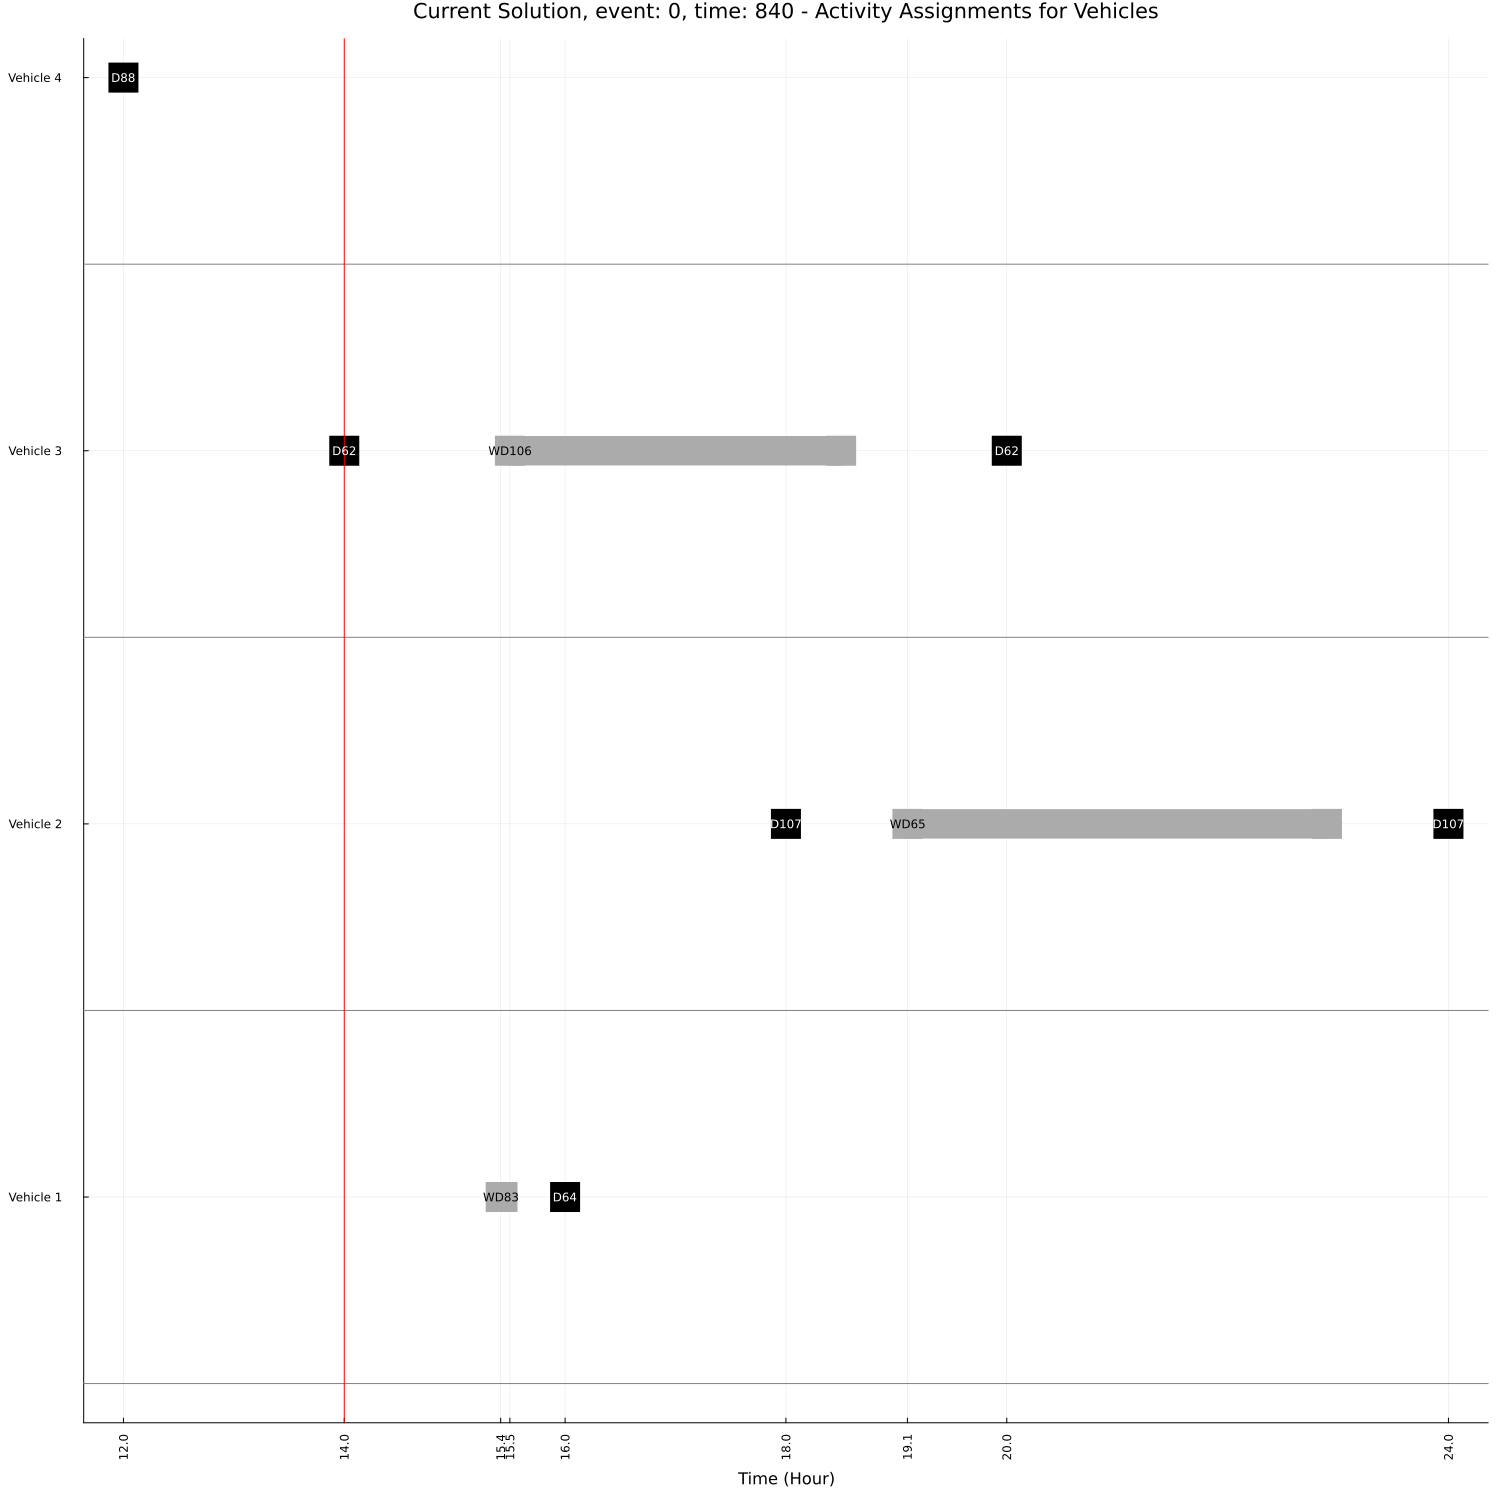 Current Solution, event: 0, time: 840 - Activity Assignments for Vehicles
Vehicle 4
D88
Vehicle 3
D62
WD106
D62
Vehicle 2
D107
WD65
D107
Vehicle 1
WD83
D64
12.0
14.0
15.4
15.5
16.0
18.0
19.1
20.0
24.0
Time (Hour)